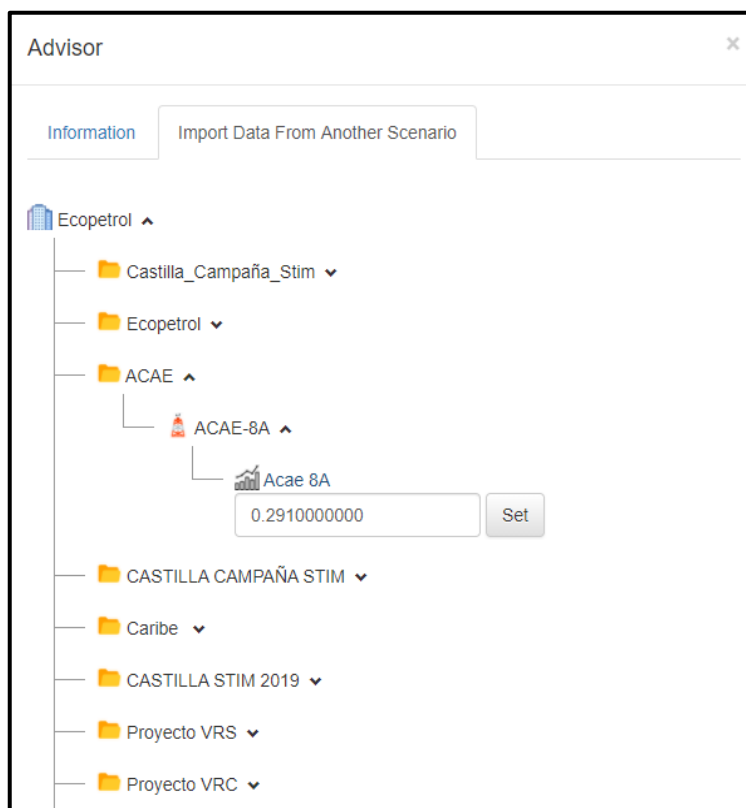 Advisor ×
Information Import Data From Another Scenario
Ecopetrol
Castilla_Campaña_Stim
Ecopetrol
ACAE
ACAE-8A
Acae 8A
0.2910000000 Set
CASTILLA CAMPAÑA STIM
Caribe
CASTILLA STIM 2019
Proyecto VRS
Proyecto VRC